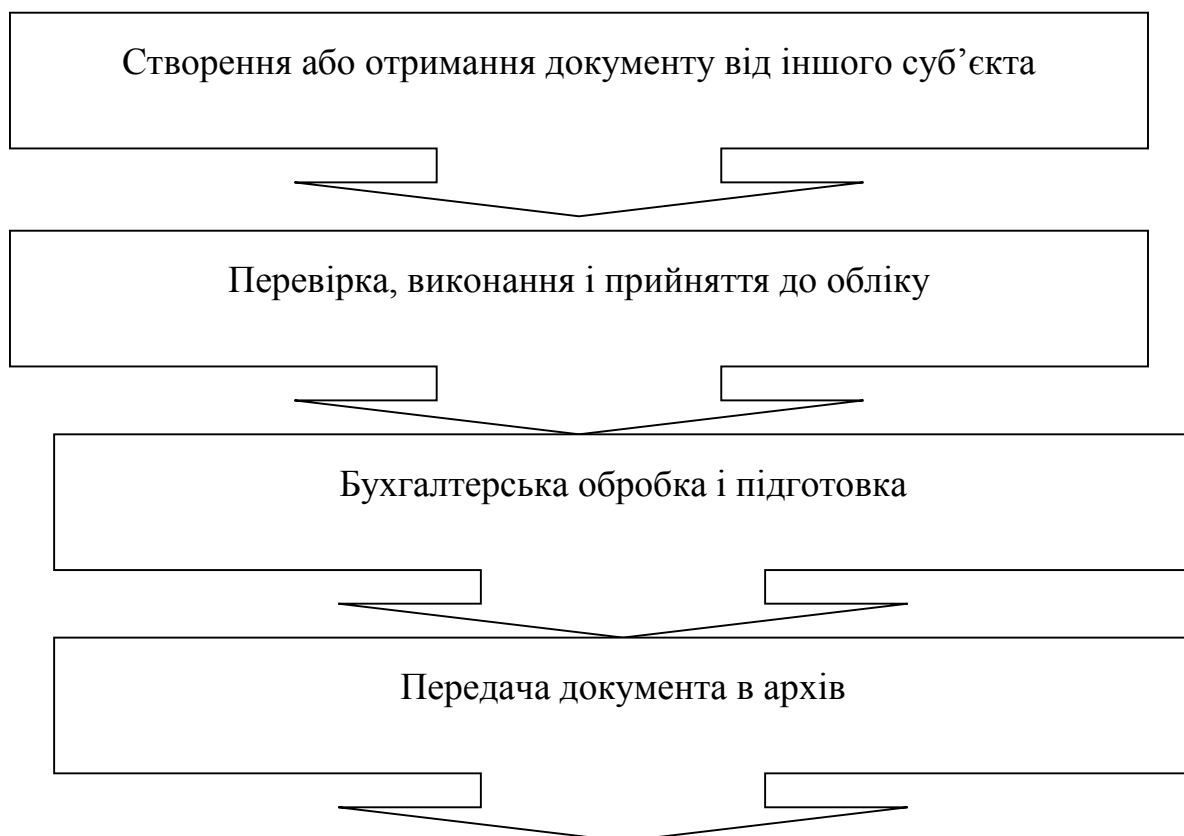 Створення або отримання документу від іншого суб’єкта
Перевірка, виконання і прийняття до обліку
Бухгалтерська обробка і підготовка
Передача документа в архів